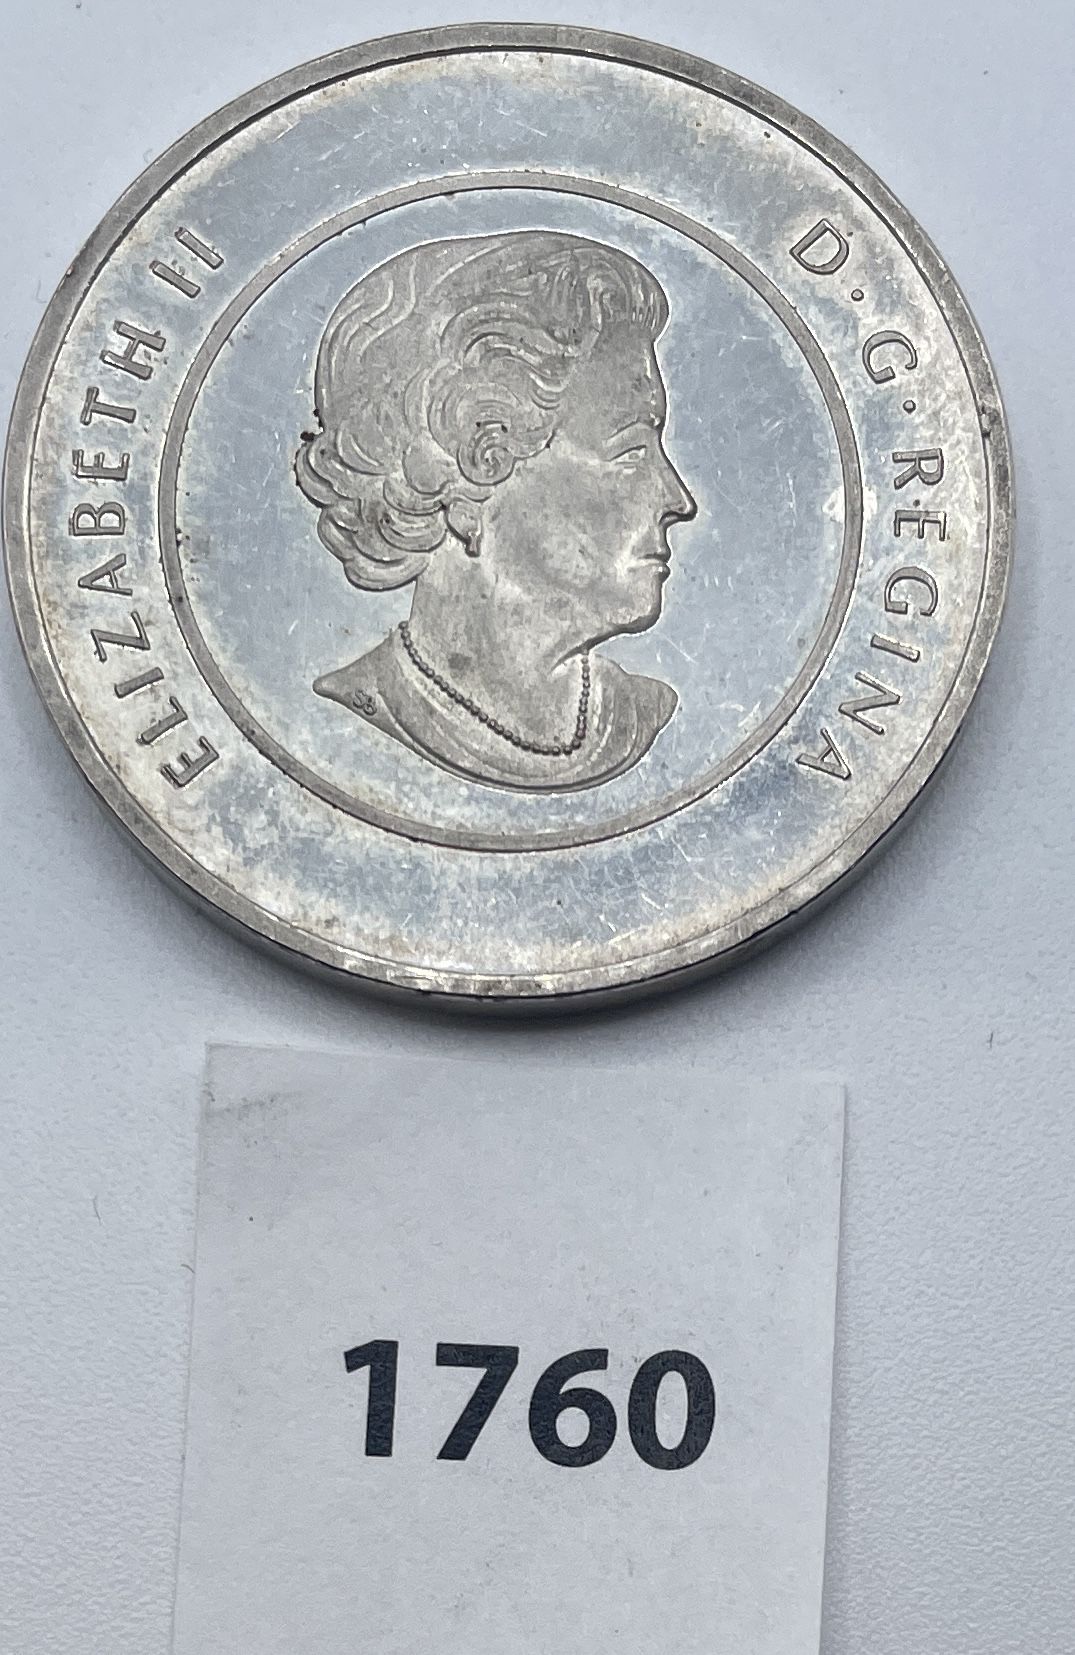 ELIZABETH II
D·G·REGINA
SB
1760